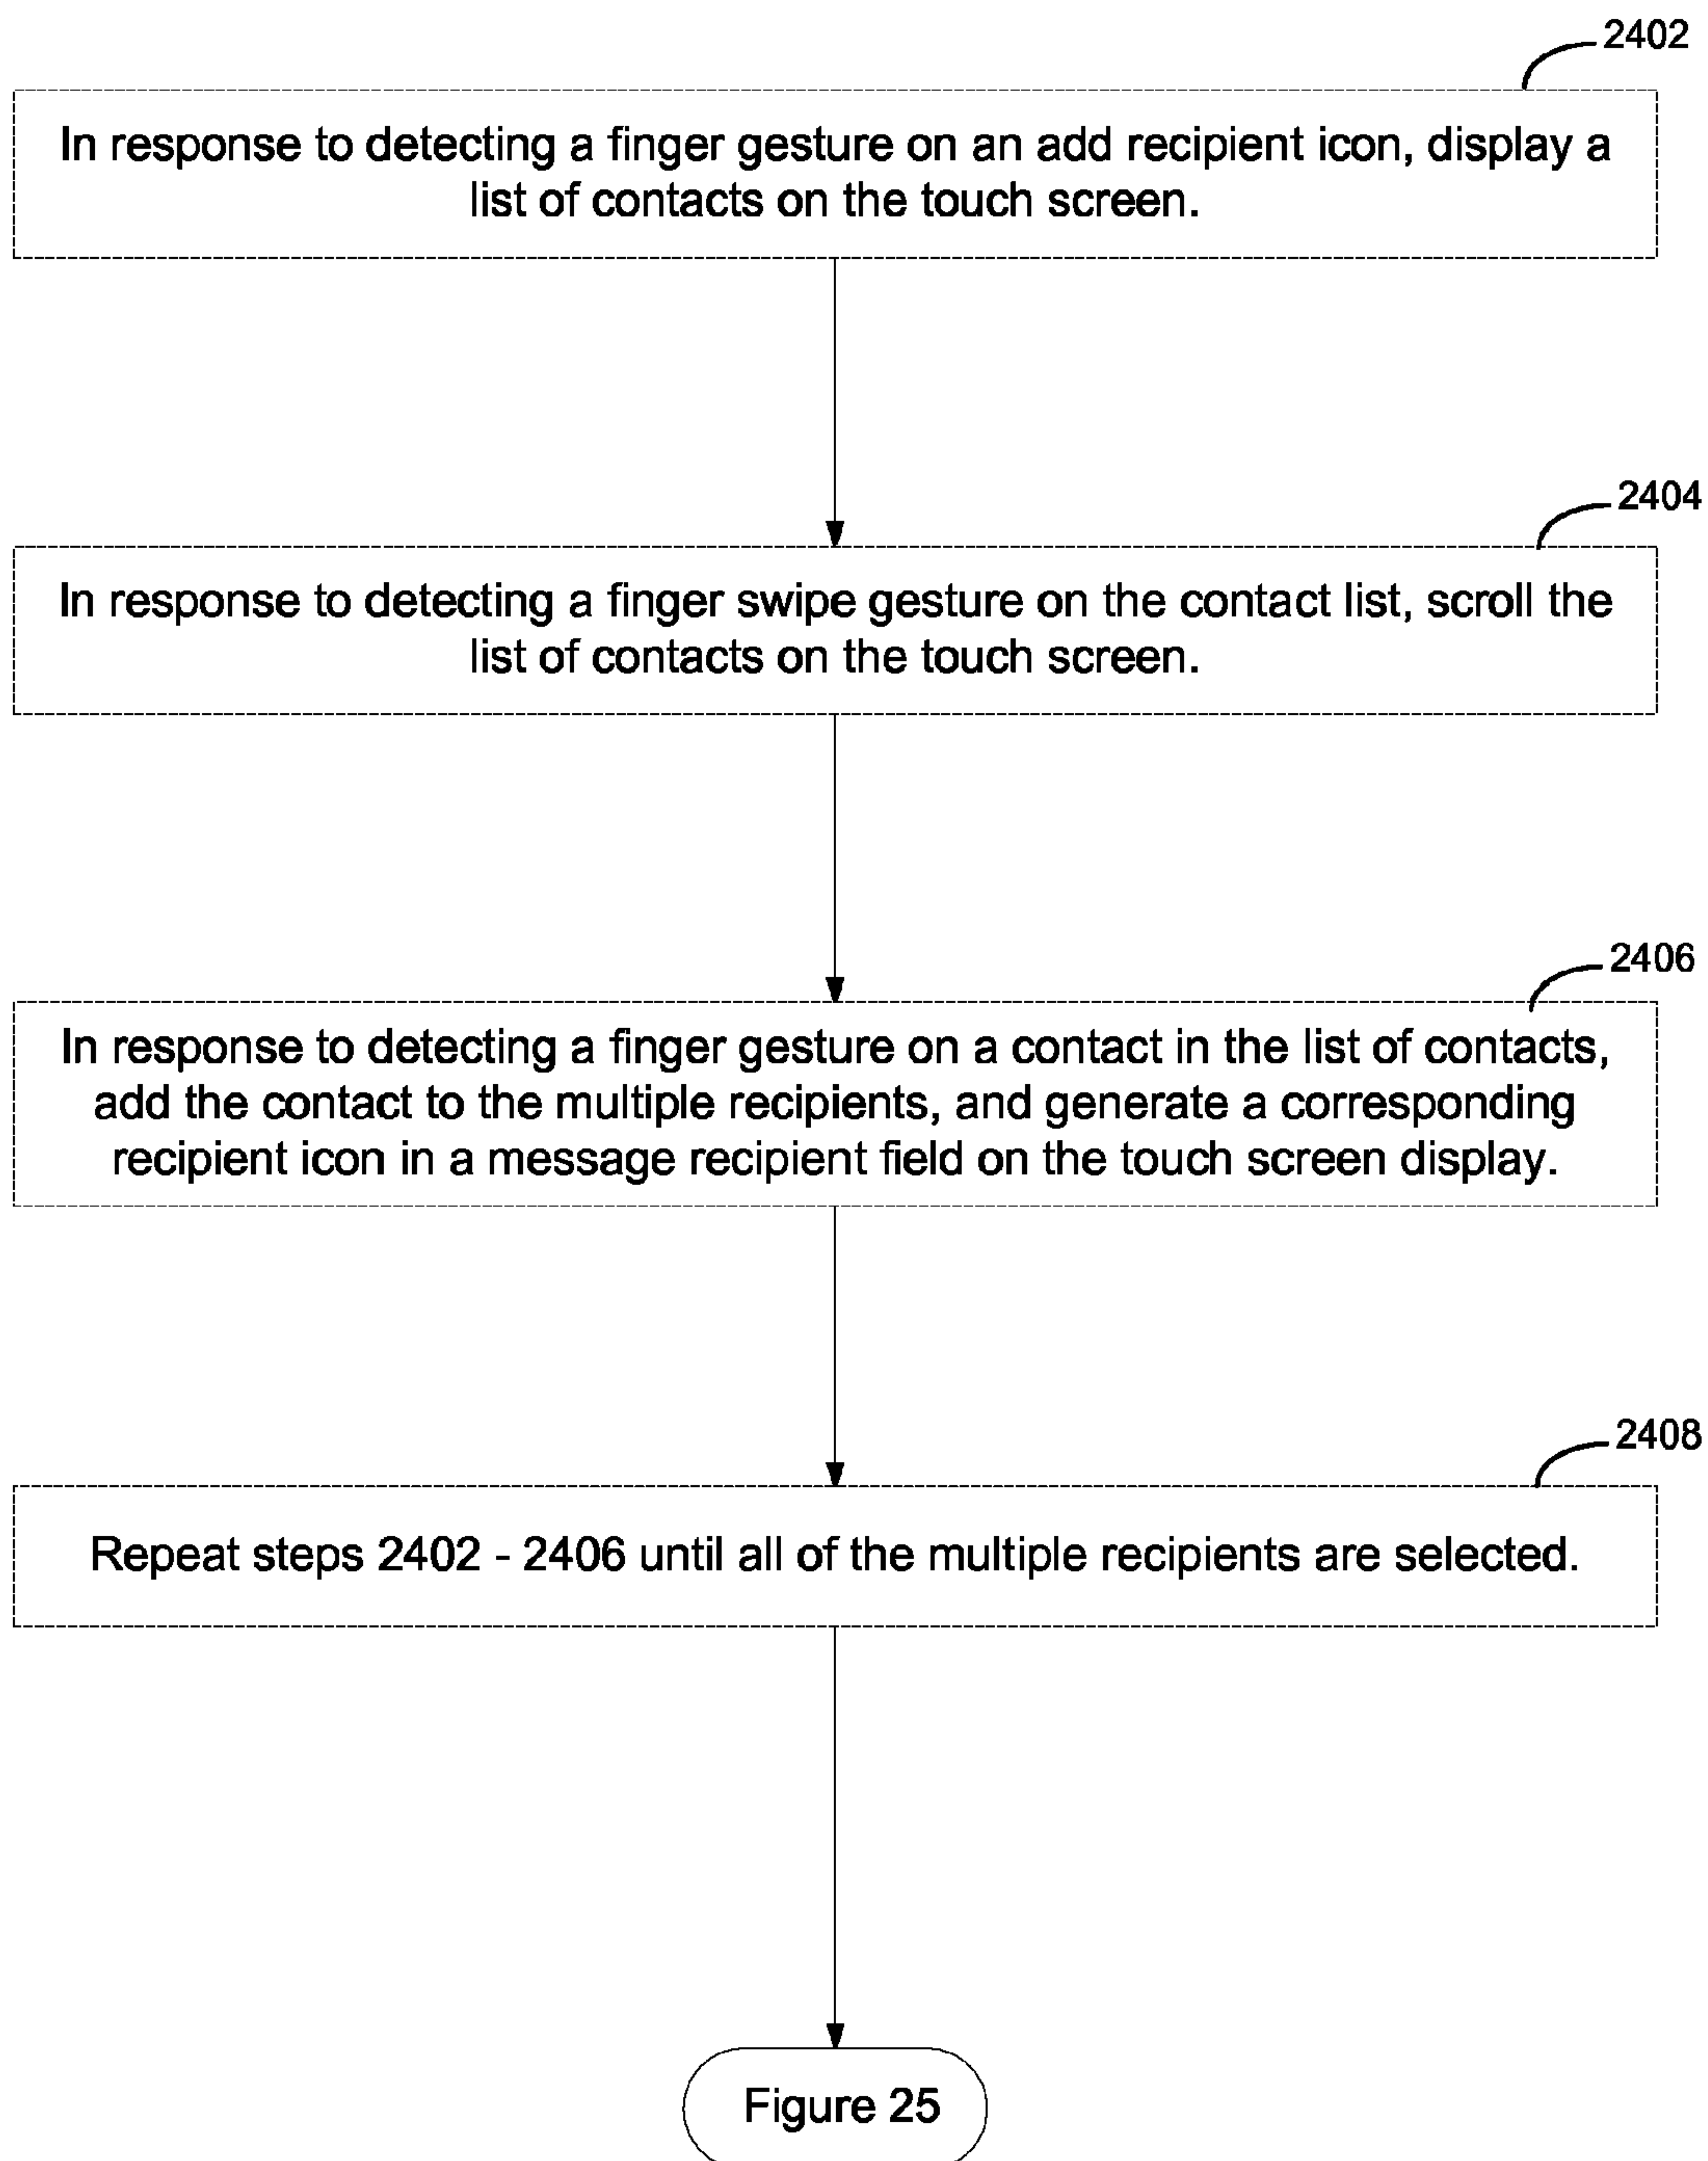 2402
In response to detecting a finger gesture on an add recipient icon, display a
list of contacts on the touch screen.
2404
In response to detecting a finger swipe gesture on the contact list, scroll the
list of contacts on the touch screen.
2406
In response to detecting a finger gesture on a contact in the list of contacts,
add the contact to the multiple recipients, and generate a corresponding
recipient icon in a message recipient field on the touch screen display.
2408
Repeat steps 2402 - 2406 until all of the multiple recipients are selected.
Figure 25